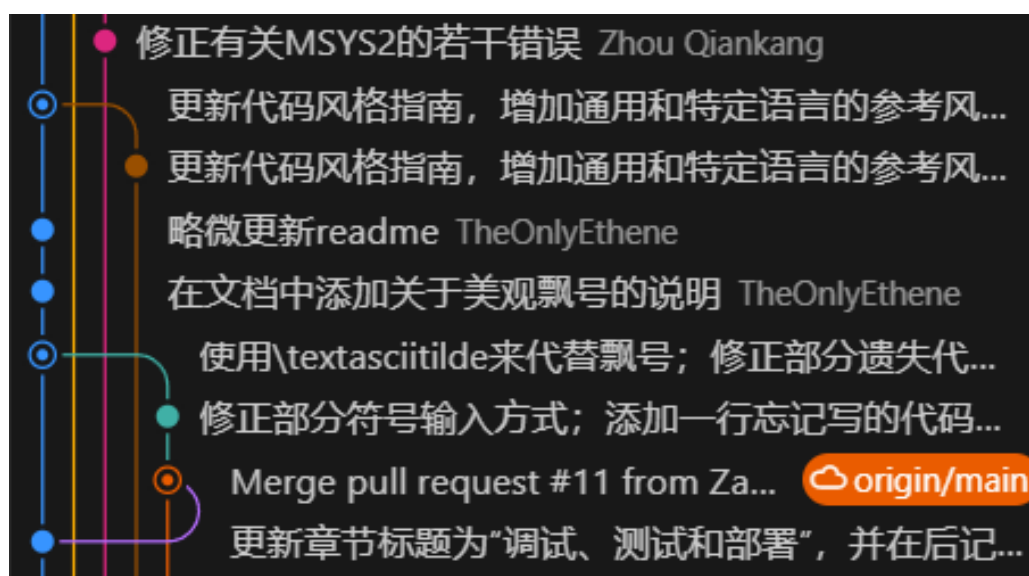 修正有关MSYS2的若干错误 Zhou Qiankang
更新代码风格指南，增加通用和特定语言的参考风...
更新代码风格指南，增加通用和特定语言的参考风...
略微更新readme TheOnlyEthene
在文档中添加关于美观飘号的说明 TheOnlyEthene
使用\textasciitilde来代替飘号；修正部分遗失代...
修正部分符号输入方式；添加一行忘记写的代码...
Merge pull request #11 from Za... origin/main
更新章节标题为“调试、测试和部署”，并在后记...